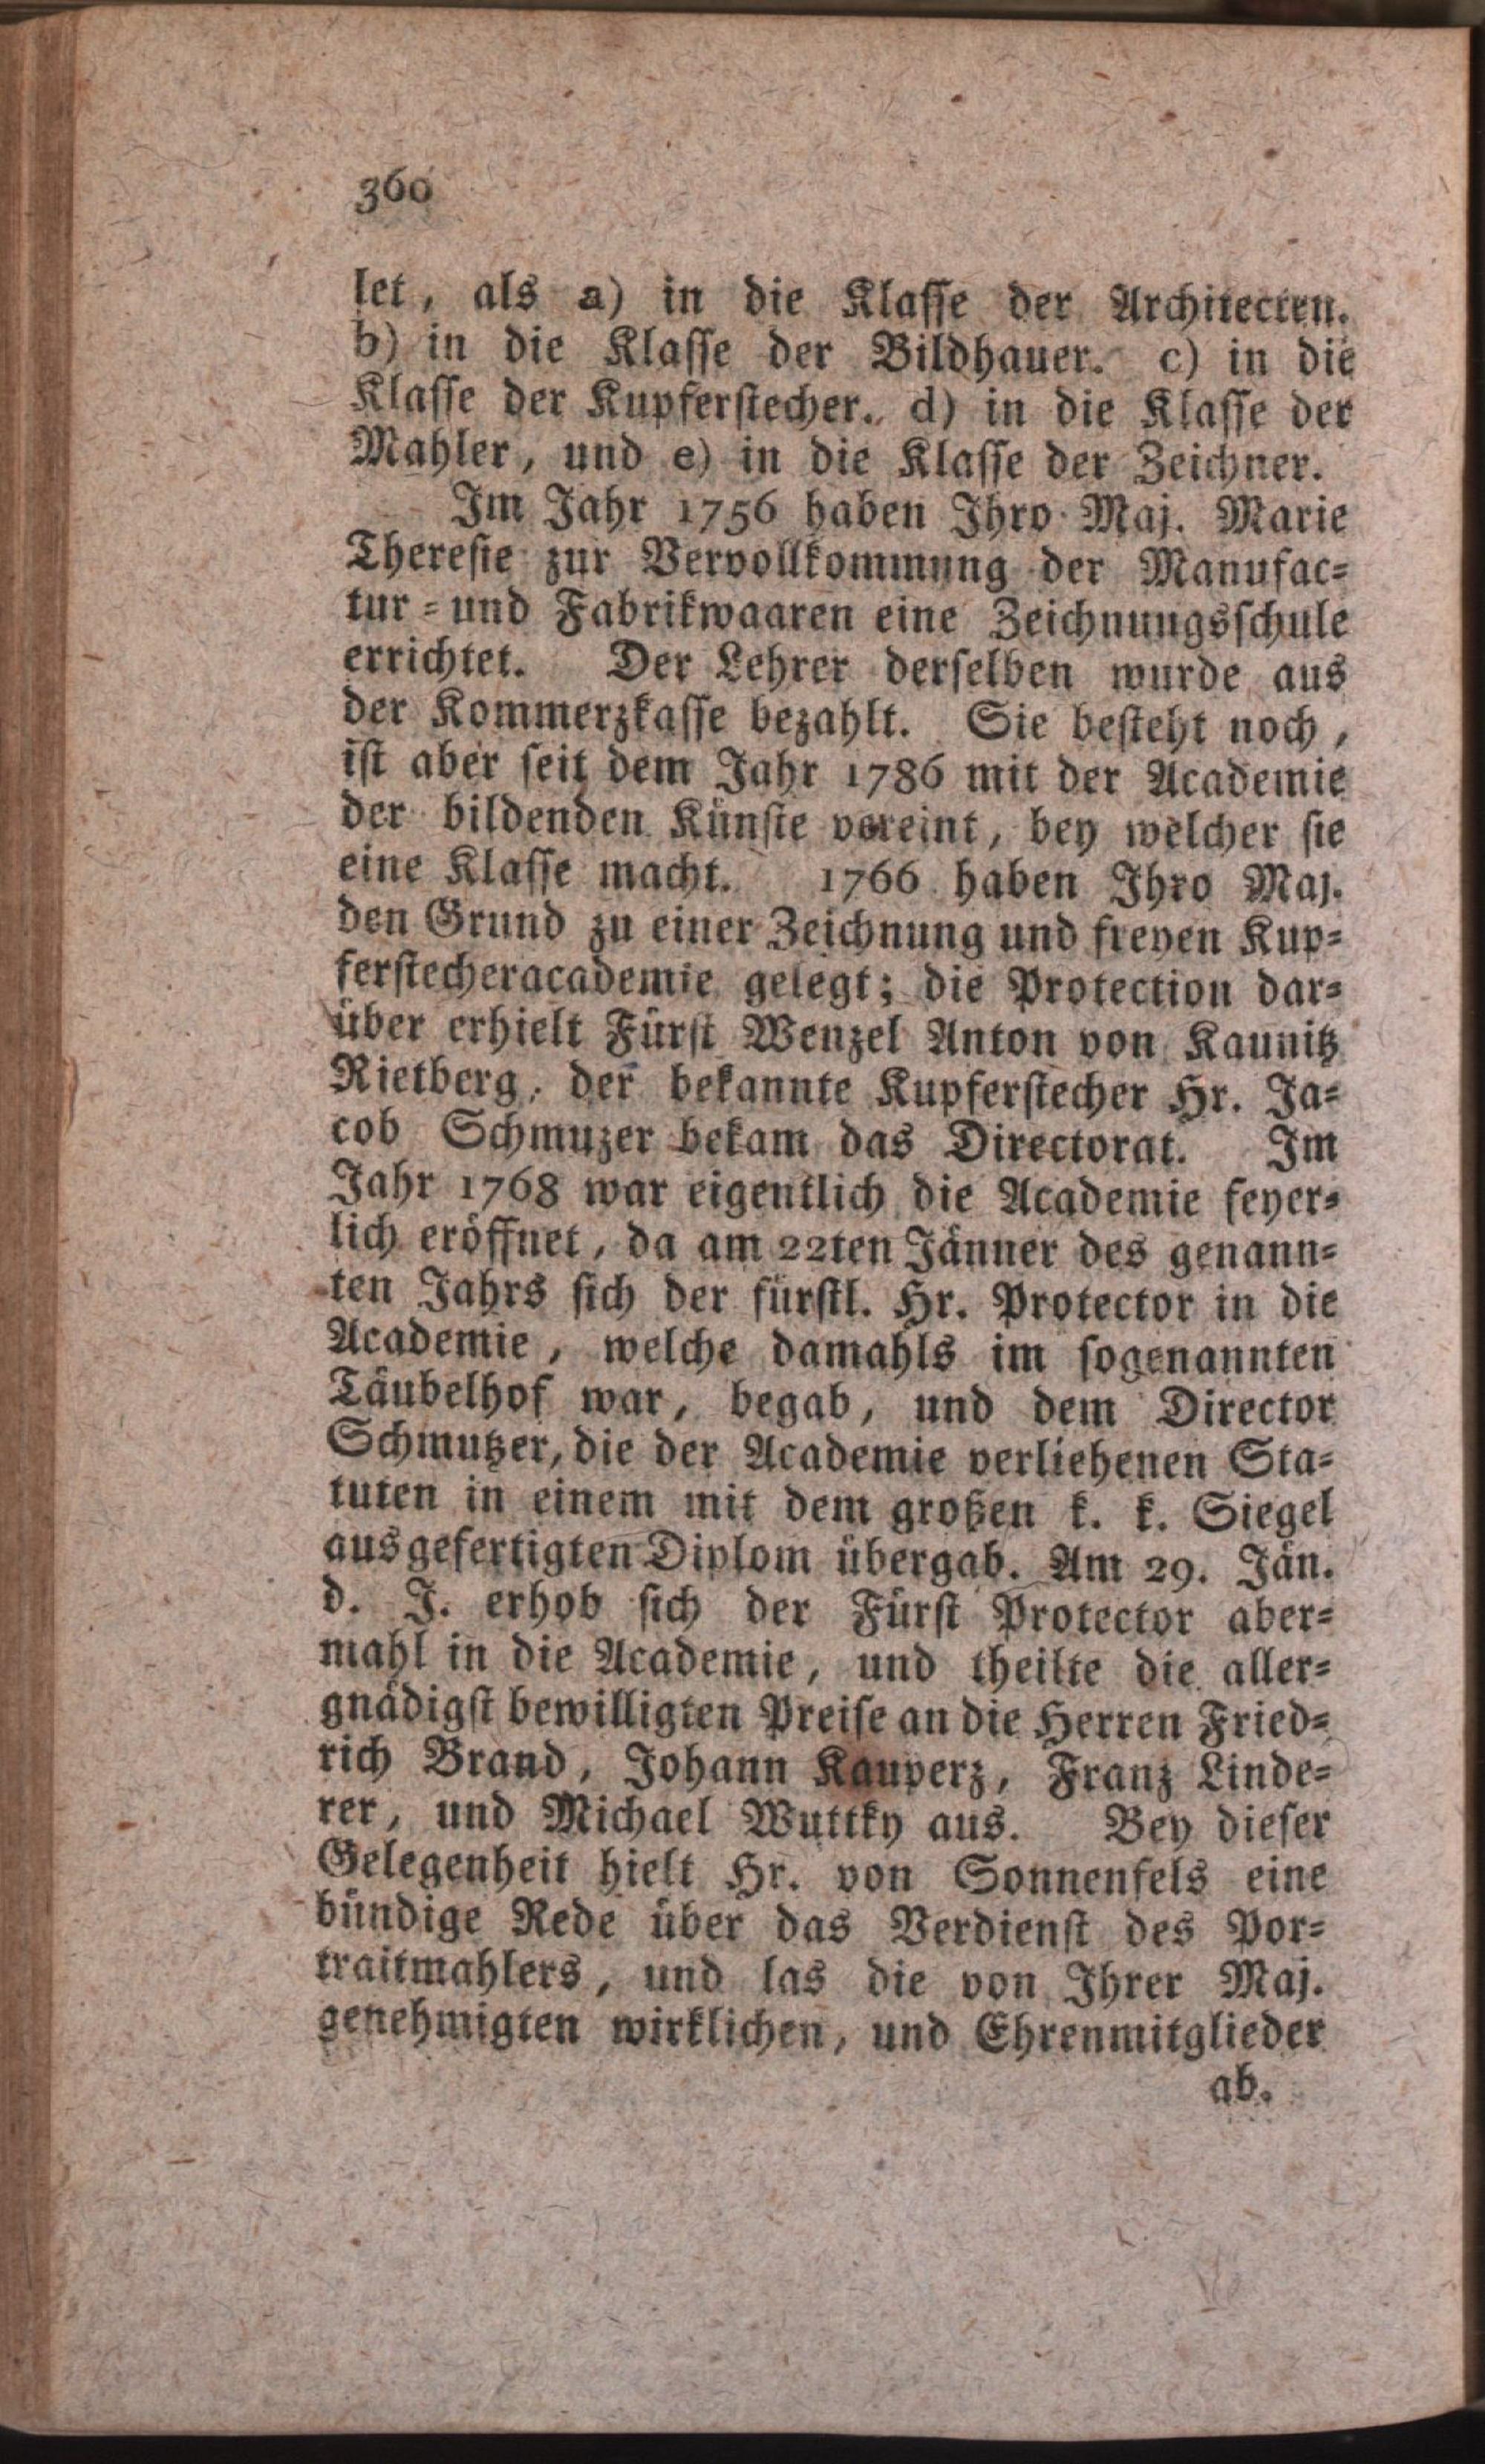 360
let, als a) in die Klasse der Architecten.
b) in die Klasse der Bildhauer. c) in die
Klasse der Kupferstecher. d) in die Klasse der
Mahler, und e) in die Klasse der Zeichner.
Im Jahr 1756 haben Ihro Maj. Marie
Theresie zur Vervollkommnung der Manufac-
tur- und Fabrikwaaren eine Zeichnungsschule
errichtet. Der Lehrer derselben wurde aus
der Kommerzkasse bezahlt. Sie besteht noch,
ist aber seit dem Jahr 1786 mit der Academie
der bildenden Künste vereint, bey welcher sie
eine Klasse macht. 1766 haben Ihro Maj.
den Grund zu einer Zeichnung und freyen Kup-
ferstecheracademie gelegt; die Protection dar-
über erhielt Fürst Wenzel Anton von Kaunitz
Rietberg, der bekannte Kupferstecher Hr. Ja-
cob Schmuzer bekam das Directorat. Im
Jahr 1768 war eigentlich die Academie feyer-
lich eröffnet, da am 22ten Jänner des genann-
ten Jahrs sich der fürstl. Hr. Protector in die
Academie, welche damahls im sogenannten
Täubelhof war, begab, und dem Director
Schmutzer, die der Academie verliehenen Sta-
tuten in einem mit dem großen k. k. Siegel
ausgefertigten Diplom übergab. Am 29. Jän.
d. J. erhob sich der Fürst Protector aber-
mahl in die Academie, und theilte die aller-
gnädigst bewilligten Preise an die Herren Fried-
rich Brand, Johann Kauperz, Franz Linde-
rer, und Michael Wuttky aus. Bey dieser
Gelegenheit hielt Hr. von Sonnenfels eine
bündige Rede über das Verdienst des Por-
traitmahlers, und las die von Ihrer Maj.
genehmigten wirklichen, und Ehrenmitglieder
ab.